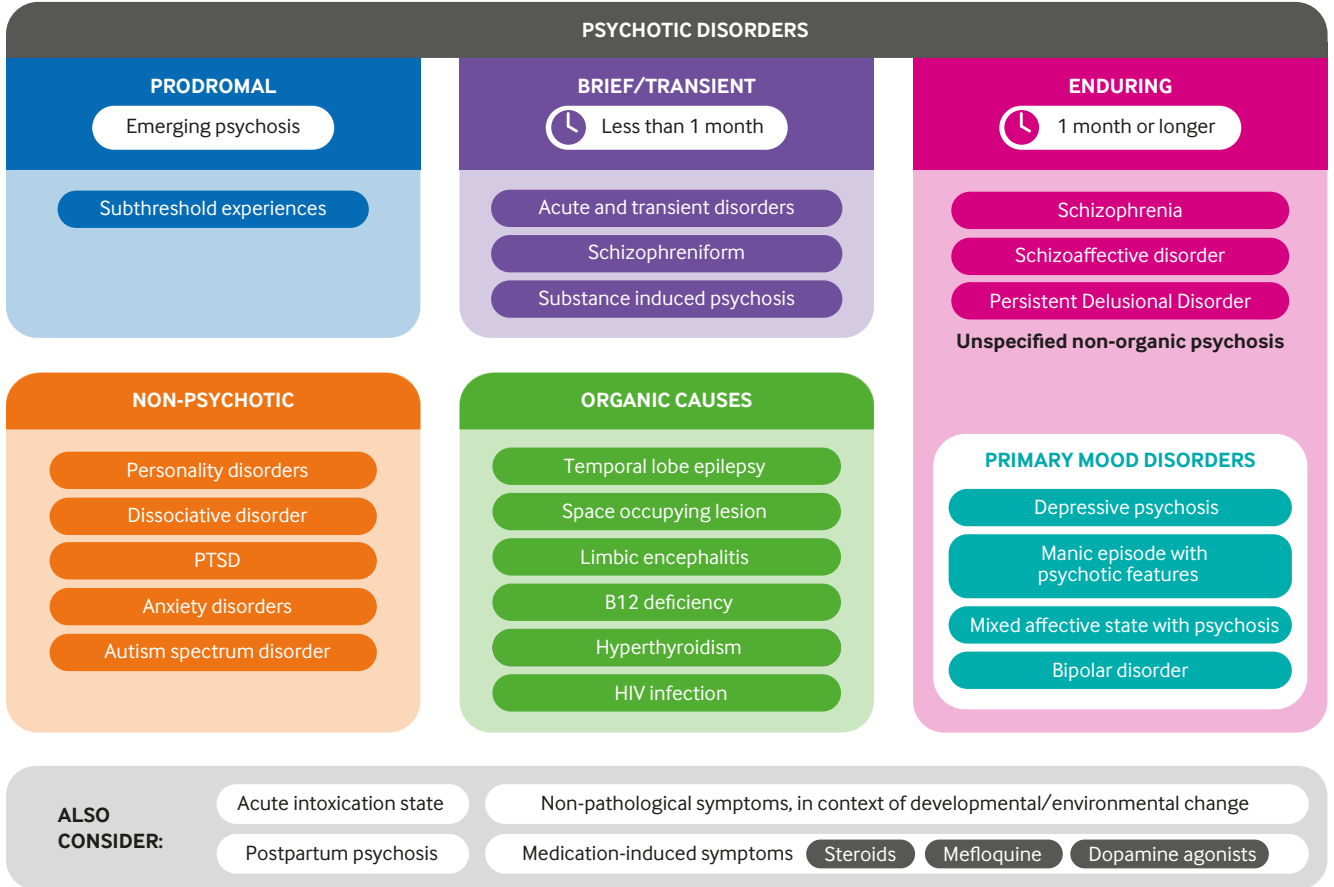 PSYCHOTIC DISORDERS
PRODROMAL
Emerging psychosis
Subthreshold experiences
BRIEF/TRANSIENT
Less than 1 month
Acute and transient disorders
Schizophreniform
Substance induced psychosis
ENDURING
1 month or longer
Schizophrenia
Schizoaffective disorder
Persistent Delusional Disorder
Unspecified non-organic psychosis
PRIMARY MOOD DISORDERS
Depressive psychosis
Manic episode with
psychotic features
Mixed affective state with psychosis
Bipolar disorder
NON-PSYCHOTIC
Personality disorders
Dissociative disorder
PTSD
Anxiety disorders
Autism spectrum disorder
ORGANIC CAUSES
Temporal lobe epilepsy
Space occupying lesion
Limbic encephalitis
B12 deficiency
Hyperthyroidism
HIV infection
ALSO
CONSIDER:
Acute intoxication state
Non-pathological symptoms, in context of developmental/environmental change
Postpartum psychosis
Medication-induced symptoms Steroids Mefloquine Dopamine agonists